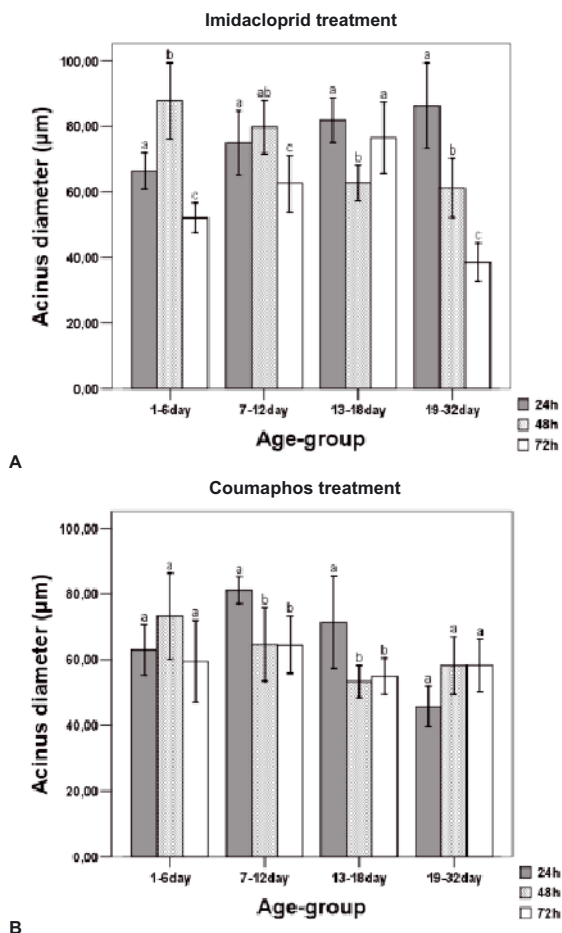 Imidacloprid treatment
100,00
80,00
60,00
40,00
20,00
0,00
Acinus diameter (µm)
a b c
a ab c
a b a
a b c
1-6day 7-12day 13-18day 19-32day
Age-group
24h
48h
72h
A
Coumaphos treatment
100,00
80,00
60,00
40,00
20,00
0,00
Acinus diameter (µm)
a a a
a b b
a b b
a a a
1-6day 7-12day 13-18day 19-32day
Age-group
24h
48h
72h
B